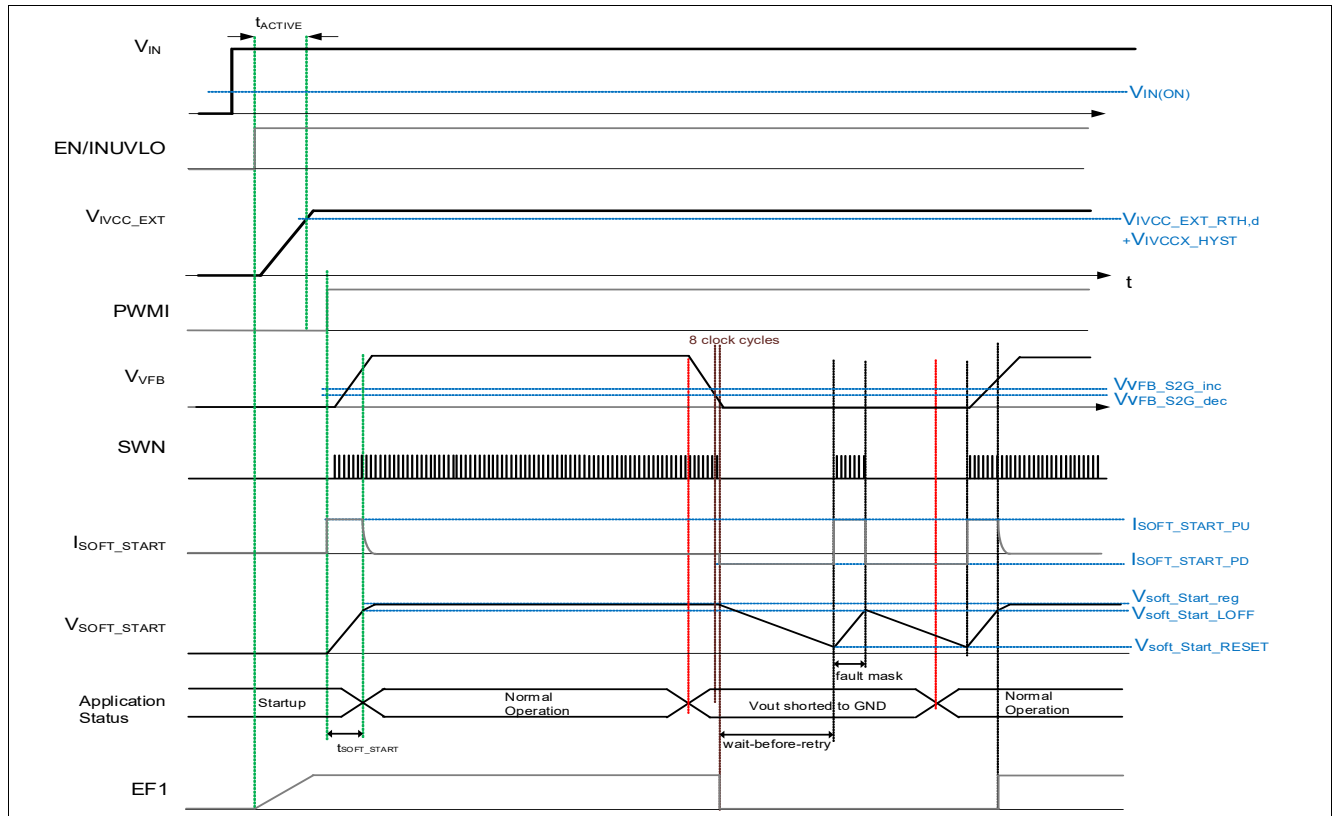 tACTIVE
VIN
VIN(ON)
EN/INUVLO
VIVCC_EXT
VIVCC_EXT_RTH,d
+VIVCCX_HYST
t
PWMI
8 clock cycles
VVFB
VVFB_S2G_inc
VVFB_S2G_dec
SWN
ISOFT_START_PU
ISOFT_START
ISOFT_START_PD
Vsoft_Start_reg
Vsoft_Start_LOFF
VSOFT_START
Vsoft_Start_RESET
fault mask
Application
Status
Startup
Normal
Operation
Vout shorted to GND
Normal
Operation
tSOFT_START
wait-before-retry
EF1